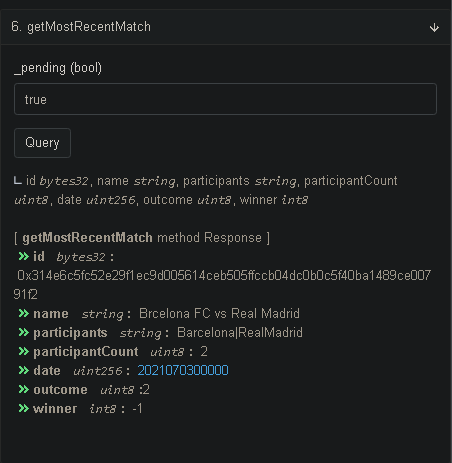 6. getMostRecentMatch
_pending (bool)
true
Query
id bytes32, name string, participants string, participantCount
uint8, date uint256, outcome uint8, winner int8
[ getMostRecentMatch method Response ]
id bytes32 :
0x314e6c5fc52e29f1ec9d005614ceb505ffccb04dc0b0c5f40ba1489ce007
91f2
name string : Brcelona FC vs Real Madrid
participants string : Barcelona|RealMadrid
participantCount uint8 : 2
date uint256 : 2021070300000
outcome uint8 :2
winner int8 : -1